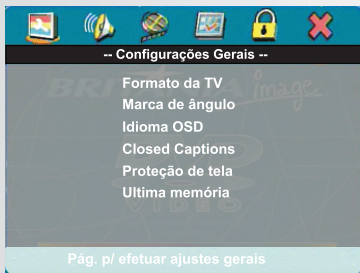 -- Configurações Gerais --
Formato da TV
Marca de ângulo
Idioma OSD
Closed Captions
Proteção de tela
Ultima memória
Pág. p/ efetuar ajustes gerais